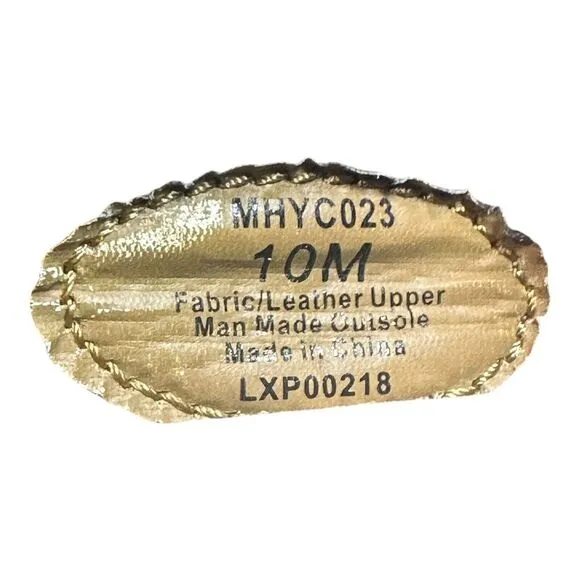 MHYC023
10M
Fabric/Leather Upper
Man Made Outsole
Made in China
LXP00218